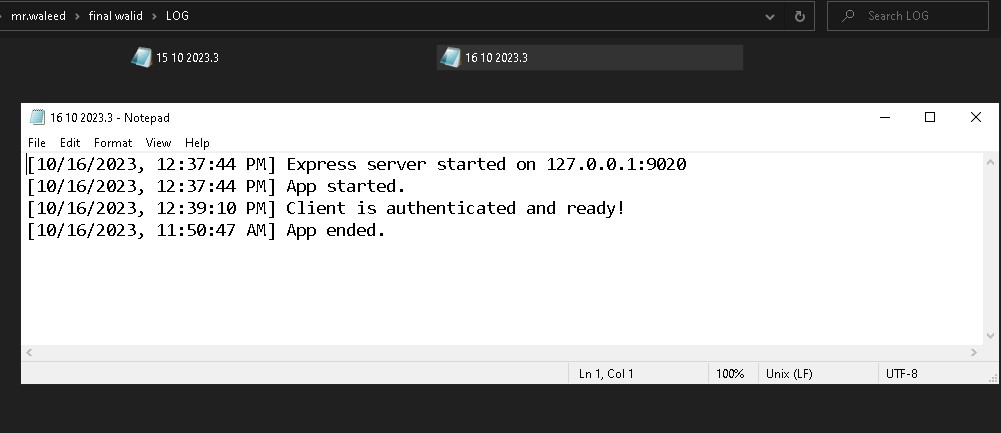 mr.waleed > final walid > LOG
Search LOG
15 10 2023.3
16 10 2023.3
16 10 2023.3 - Notepad
File Edit Format View Help
[10/16/2023, 12:37:44 PM] Express server started on 127.0.0.1:9020
[10/16/2023, 12:37:44 PM] App started.
[10/16/2023, 12:39:10 PM] Client is authenticated and ready!
[10/16/2023, 11:50:47 AM] App ended.
Ln 1, Col 1 100% Unix (LF) UTF-8